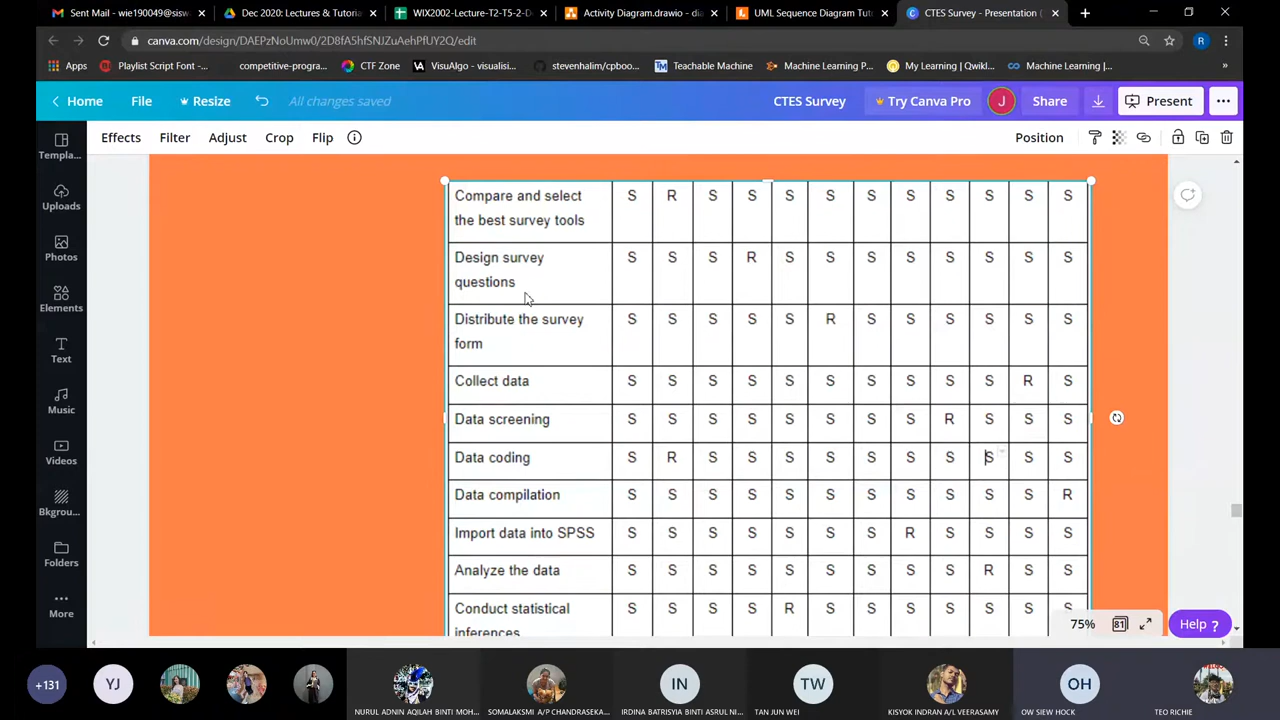 Sent Mail - wie190049@sisw
Dec 2020: Lectures & Tutoria
WIX2002-Lecture-T2-T5-2-D
Activity Diagram.drawio - di
UML Sequence Diagram Tut
CTES Survey - Presentation (
canva.com/design/DAEPzNoUmw0/2D8fA5hfSNJZuAehPfUY2Q/edit
Apps
Playlist Script Font -...
competitive-progra...
CTF Zone
VisuAlgo - visualisi...
stevenhalim/cpboo...
Teachable Machine
Machine Learning P...
My Learning | Qwikl...
Machine Learning |...
Home
File
Resize
All changes saved
CTES Survey
Try Canva Pro
J
Share
Present
Effects
Filter
Adjust
Crop
Flip
Position
Templa...
Uploads
Photos
Elements
Text
Music
Videos
Bkgrou...
Folders
More
Compare and select S R S S S S S S S S S S
the best survey tools
Design survey S S S R S S S S S S S S
questions
Distribute the survey S S S S S R S S S S S S
form
Collect data S S S S S S S S S S R S
Data screening S S S S S S S S R S S S
Data coding S R S S S S S S S S S S
Data compilation S S S S S S S S S S S R
Import data into SPSS S S S S S S S R S S S S
Analyze the data S S S S S S S S S R S S
Conduct statistical S S S S R S S S S S S S
inferences
75%
81
Help ?
+131
YJ
IN
TW
OH
NURUL ADNIN AQILAH BINTI MOH...
SOMALAKSMI A/P CHANDRASEKA...
IRDINA BATRISYIA BINTI ASRUL NI...
TAN JUN WEI
KISYOK INDRAN A/L VEERASAMY
OW SIEW HOCK
TEO RICHIE